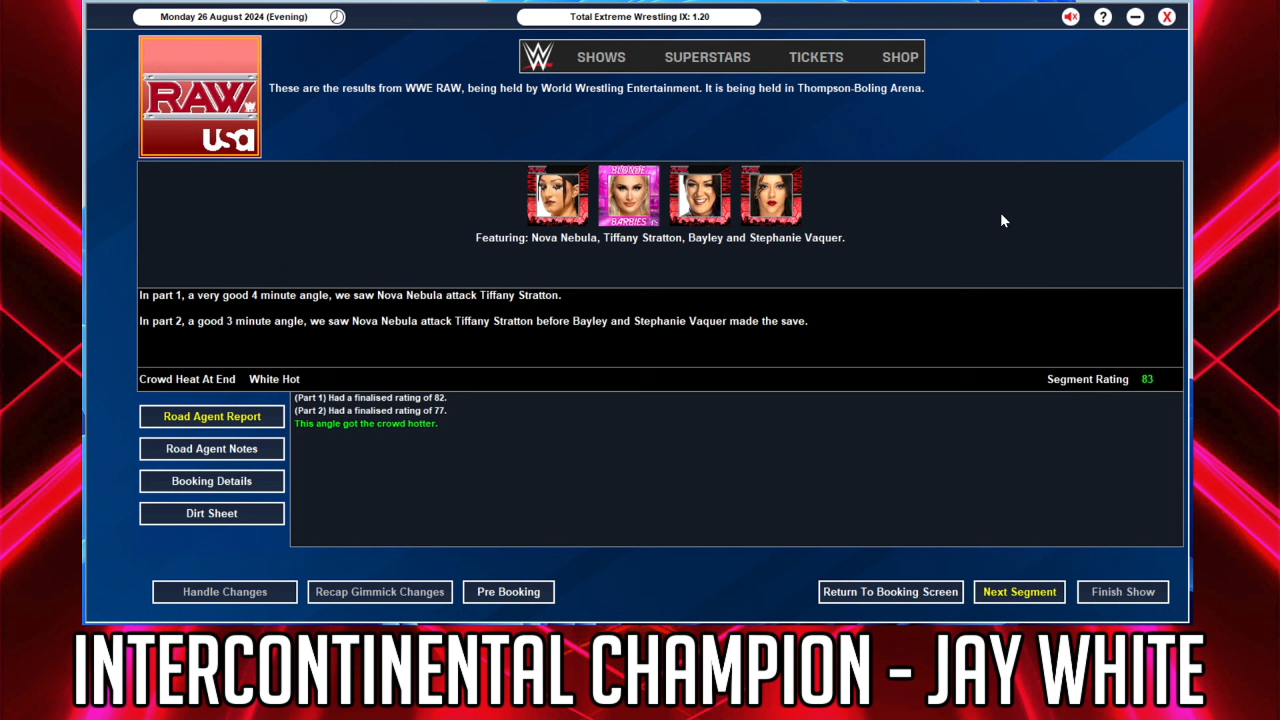 Monday 26 August 2024 (Evening)
Total Extreme Wrestling IX: 1.20
X
?
RAW
W
usa
W
SHOWS
SUPERSTARS
TICKETS
SHOP
These are the results from WWE RAW, being held by World Wrestling Entertainment. It is being held in Thompson-Boling Arena.
BLONDE
BARBIES
Featuring: Nova Nebula, Tiffany Stratton, Bayley and Stephanie Vaquer.
In part 1, a very good 4 minute angle, we saw Nova Nebula attack Tiffany Stratton.
In part 2, a good 3 minute angle, we saw Nova Nebula attack Tiffany Stratton before Bayley and Stephanie Vaquer made the save.
Crowd Heat At End White Hot
Segment Rating 83
Road Agent Report
Road Agent Notes
Booking Details
Dirt Sheet
(Part 1) Had a finalised rating of 82.
(Part 2) Had a finalised rating of 77.
This angle got the crowd hotter.
Handle Changes
Recap Gimmick Changes
Pre Booking
Return To Booking Screen
Next Segment
Finish Show
INTERCONTINENTAL CHAMPION - JAY WHITE